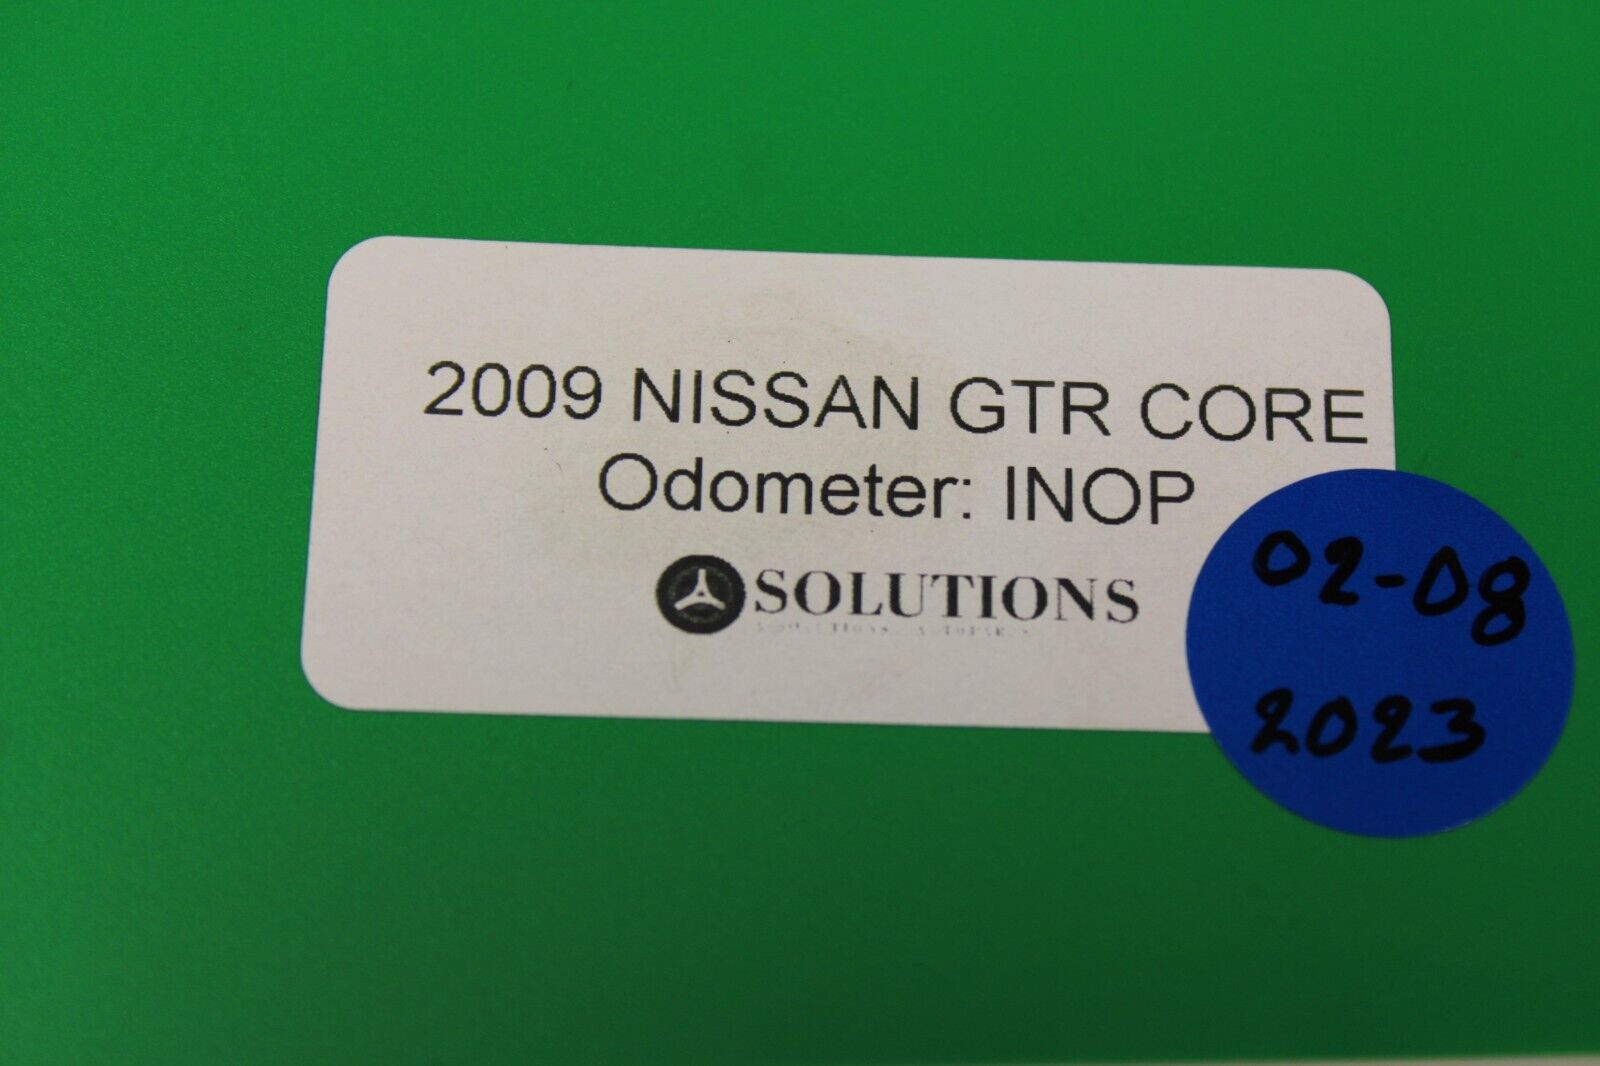 2009 NISSAN GTR CORE
Odometer: INOP
SOLUTIONS
02-08
2023